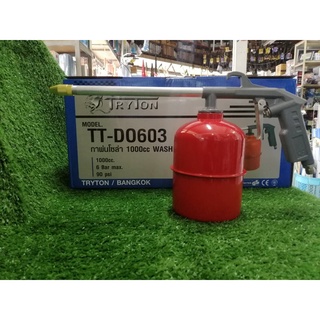 TRYTON
MODEL.
TT-D0603
กาพ่นโซล่า 1000cc WASH
1000cc.
6 Bar max.
90 psi
TRYTON / BANGKOK